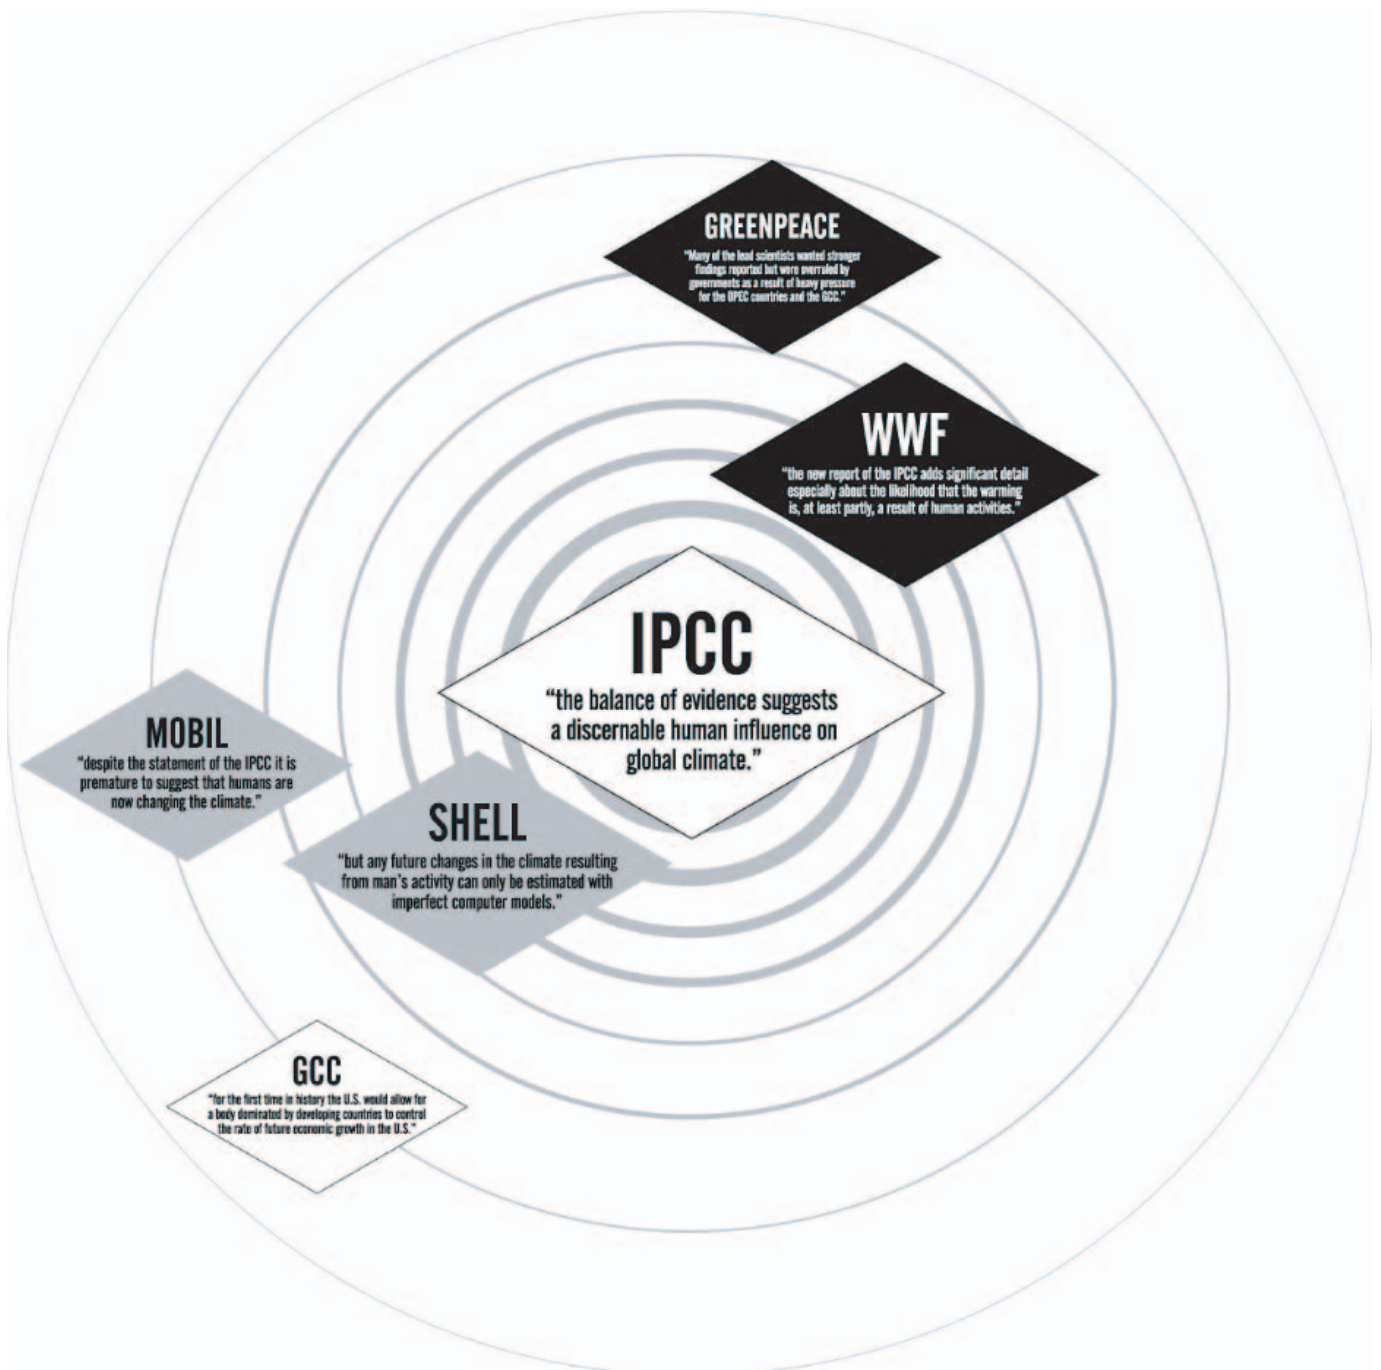 GREENPEACE
“Many of the lead scientists wanted stronger
findings reported but were overruled by
governments as a result of heavy pressure
for the OPEC countries and the GCC.”
WWF
“the new report of the IPCC adds significant detail
especially about the likelihood that the warming
is, at least partly, a result of human activities.”
IPCC
“the balance of evidence suggests
a discernable human influence on
global climate.”
MOBIL
“despite the statement of the IPCC it is
premature to suggest that humans are
now changing the climate.”
SHELL
“but any future changes in the climate resulting
from man's activity can only be estimated with
imperfect computer models.”
GCC
“for the first time in history the U.S. would allow for
a body dominated by developing countries to control
the rate of future economic growth in the U.S.”